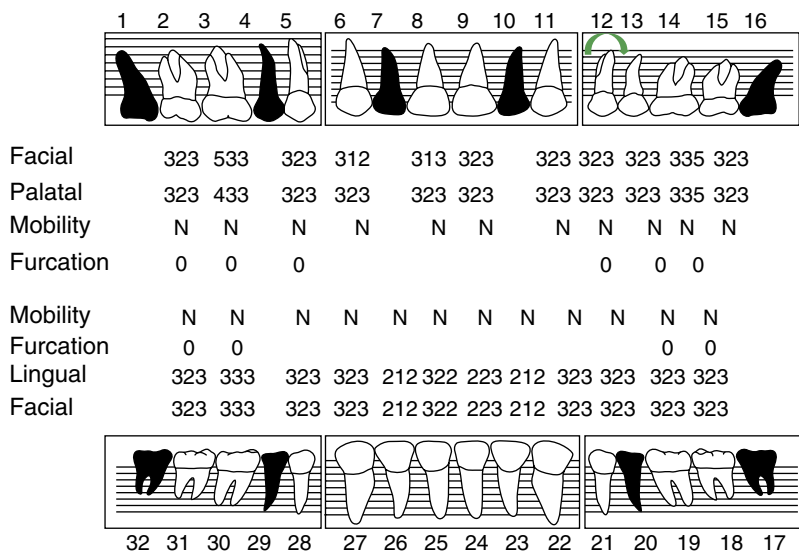 1 2 3 4 5 6 7 8 9 10 11 12 13 14 15 16
Facial 323 533 323 312 313 323 323 323 323 335 323
Palatal 323 433 323 323 323 323 323 323 323 335 323
Mobility N N N N N N N N N N N
Furcation 0 0 0 0 0 0
Mobility N N N N N N N N N N N N
Furcation 0 0 0 0
Lingual 323 333 323 323 212 322 223 212 323 323 323 323
Facial 323 333 323 323 212 322 223 212 323 323 323 323
32 31 30 29 28 27 26 25 24 23 22 21 20 19 18 17